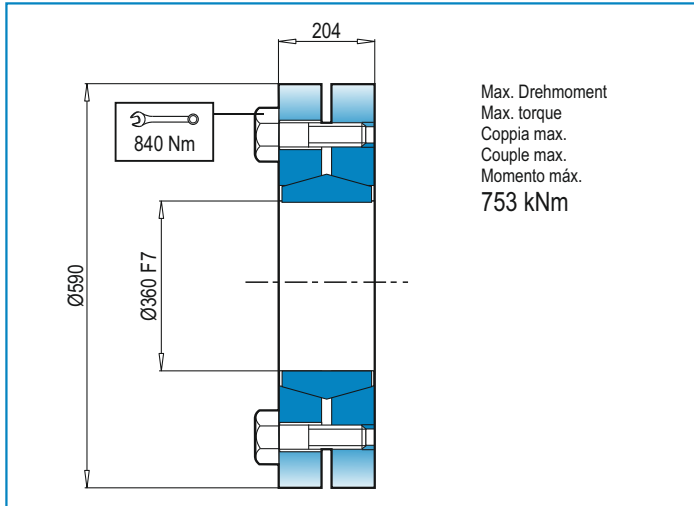 204
840 Nm
Ø590
Ø360 F7
Max. Drehmoment
Max. torque
Coppia max.
Couple max.
Momento máx.
753 kNm